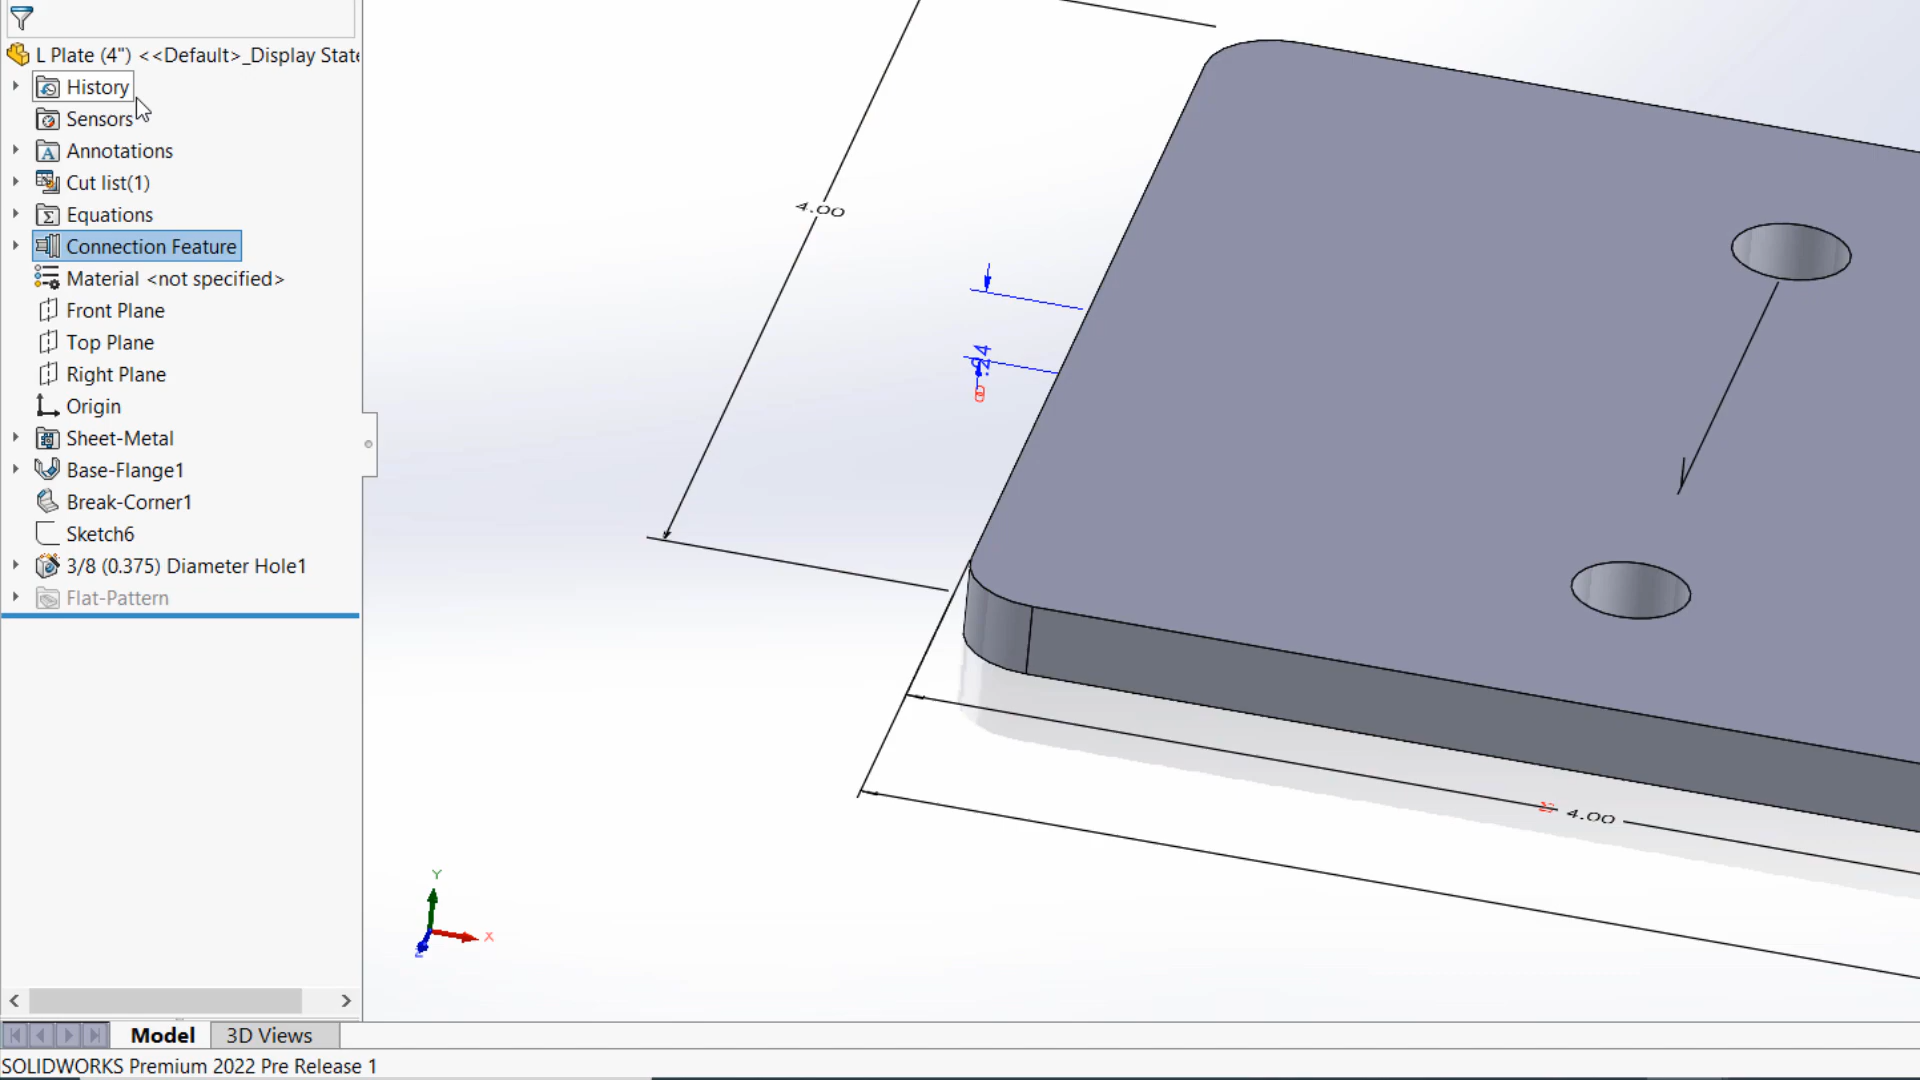 L Plate (4") <<Default>_Display State
History
Sensors
Annotations
Cut list(1)
Equations
Connection Feature
Material <not specified>
Front Plane
Top Plane
Right Plane
Origin
Sheet-Metal
Base-Flange1
Break-Corner1
Sketch6
3/8 (0.375) Diameter Hole1
Flat-Pattern
4.00
.24
4.00
Y
X
Z
Model
3D Views
SOLIDWORKS Premium 2022 Pre Release 1